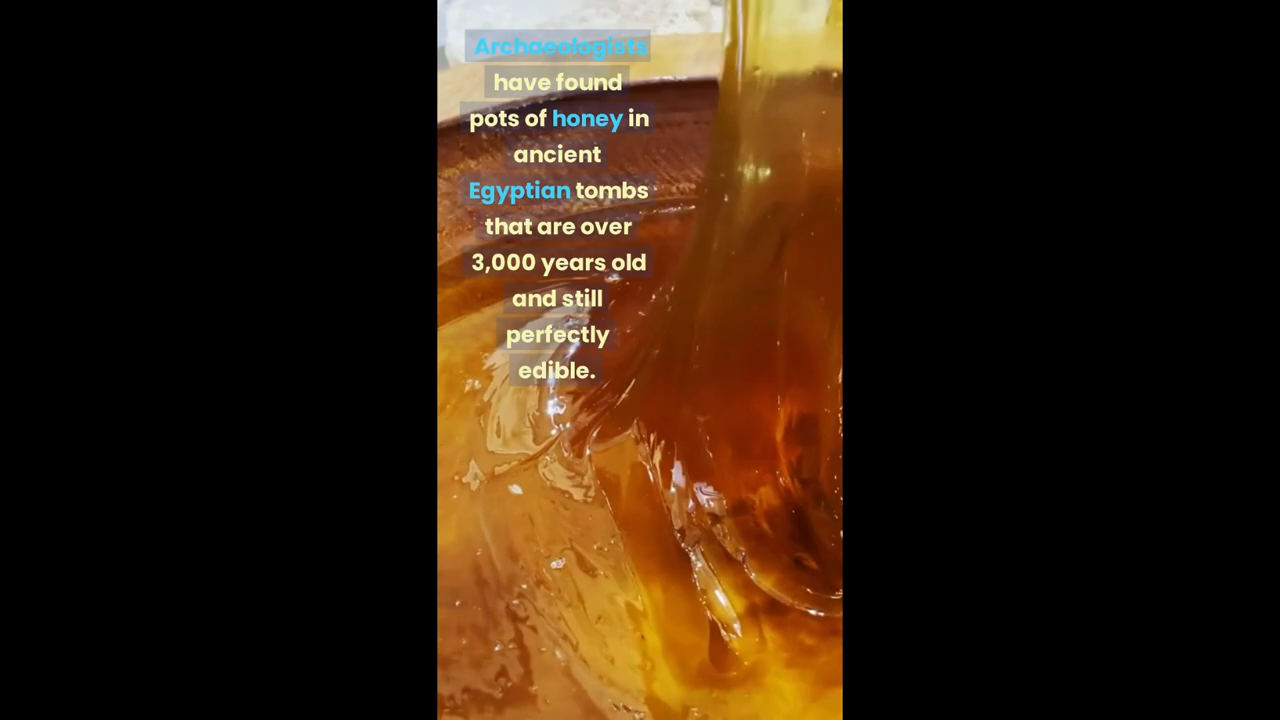 Archaeologists
have found
pots of honey in
ancient
Egyptian tombs
that are over
3,000 years old
and still
perfectly
edible.